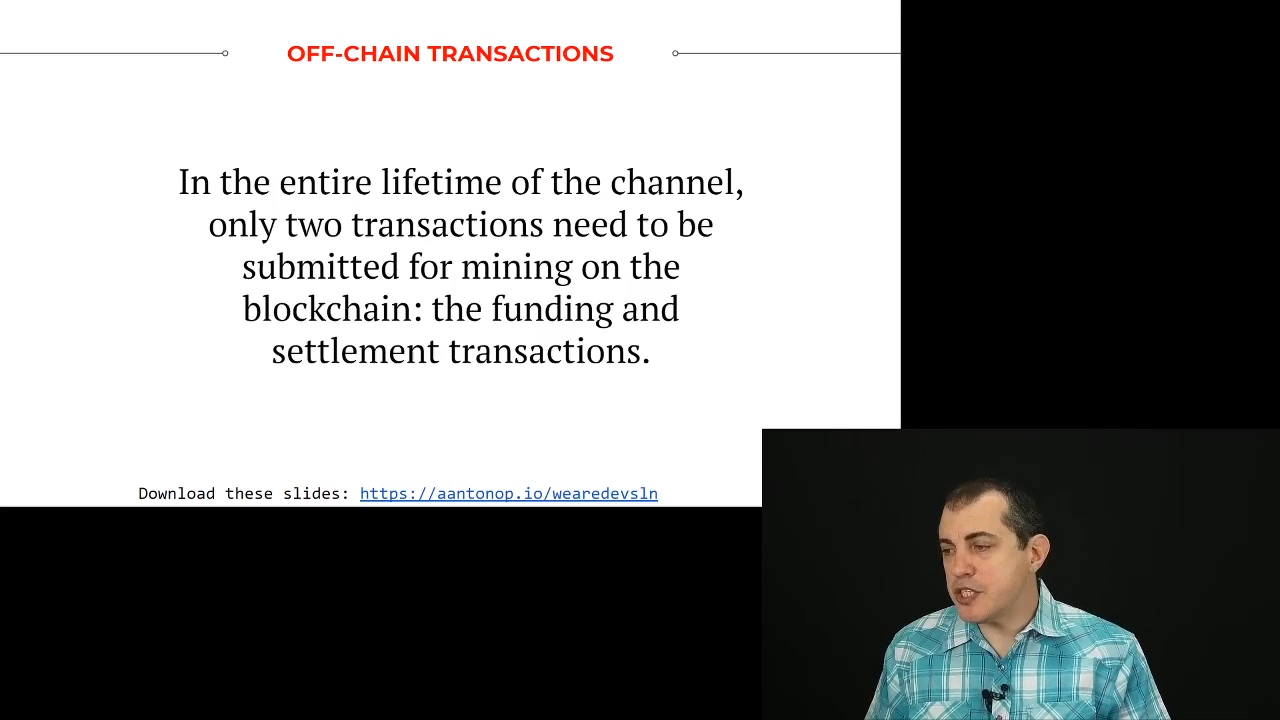 OFF-CHAIN TRANSACTIONS
In the entire lifetime of the channel,
only two transactions need to be
submitted for mining on the
blockchain: the funding and
settlement transactions.
Download these slides: https://aantonop.io/wearedevsln